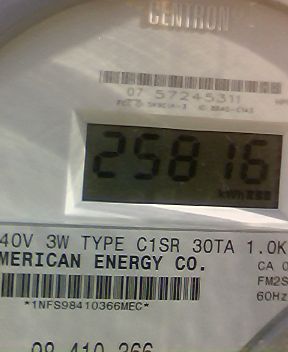 CENTRON
07 57245311
25816
kWh
40V 3W TYPE C1SR 30TA 1.0K
MERICAN ENERGY CO.
CA 0
FM2S
60Hz
*1NFS98410366MEC*
98 410 366